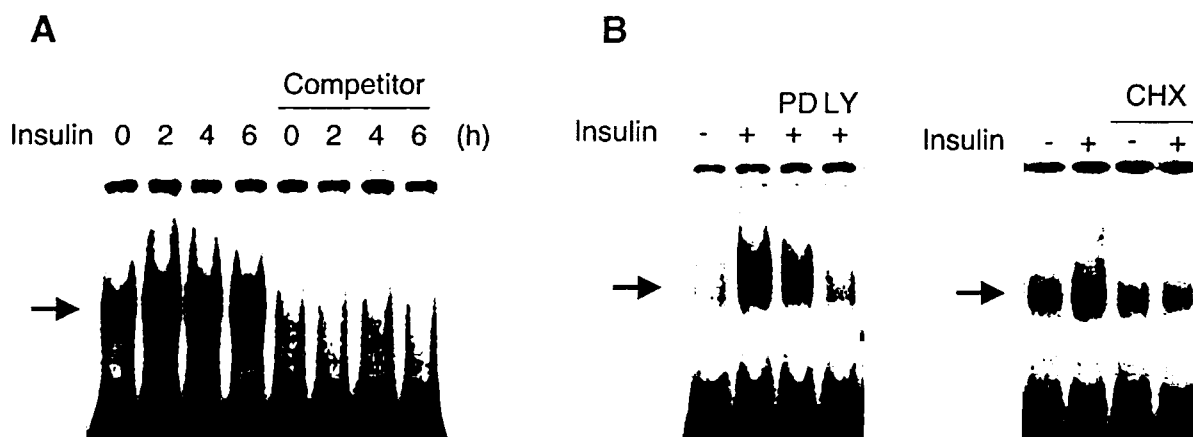 A
Competitor
Insulin 0 2 4 6 0 2 4 6 (h)
B
PD LY
Insulin - + + +
CHX
Insulin - + - +